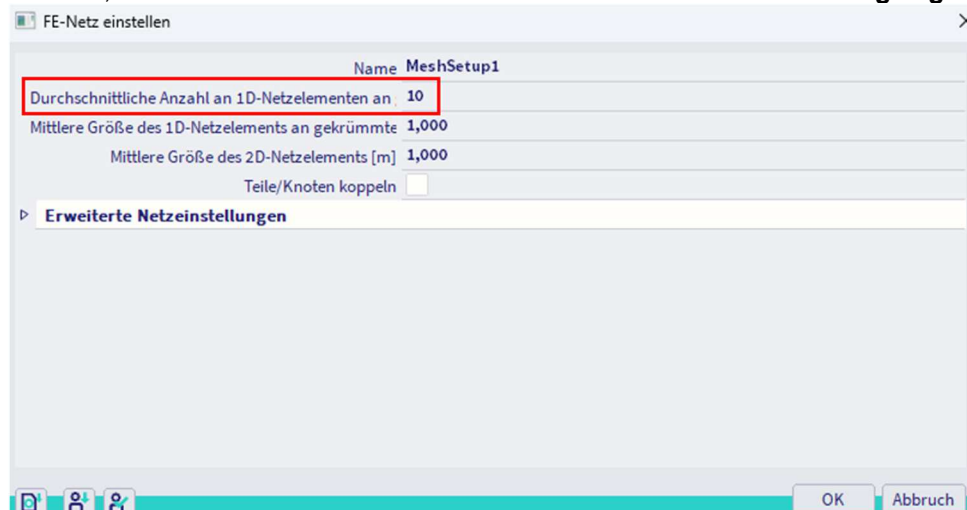 FE-Netz einstellen
Name MeshSetup1
Durchschnittliche Anzahl an 1D-Netzelementen an 10
Mittlere Größe des 1D-Netzelements an gekrümmte 1,000
Mittlere Größe des 2D-Netzelements [m] 1,000
Teile/Knoten koppeln
Erweiterte Netzeinstellungen
OK Abbruch